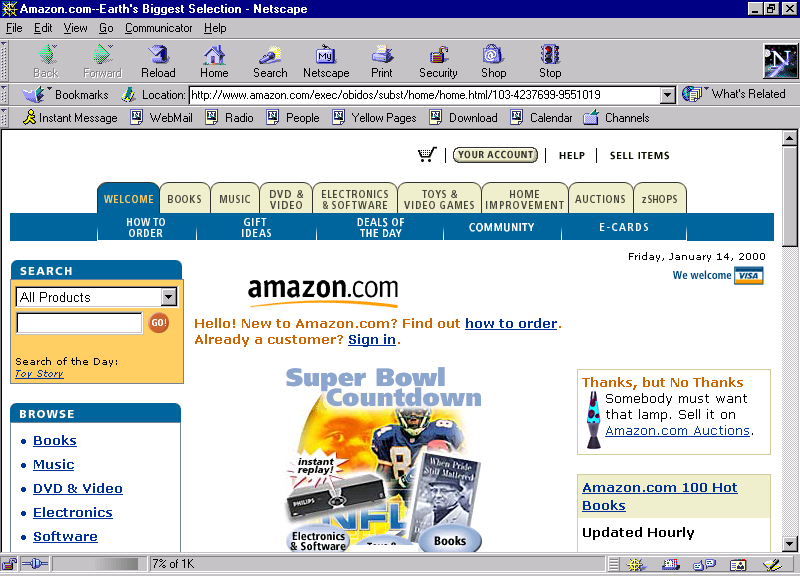 Amazon.com--Earth's Biggest Selection - Netscape
File Edit View Go Communicator Help
Back Forward Reload Home Search Netscape Print Security Shop Stop
My
N
Bookmarks Location: http://www.amazon.com/exec/obidos/subst/home/home.html/103-4237699-9551019 What's Related
Instant Message WebMail Radio People Yellow Pages Download Calendar Channels
YOUR ACCOUNT HELP SELL ITEMS
WELCOME BOOKS MUSIC DVD & VIDEO ELECTRONICS & SOFTWARE TOYS & VIDEO GAMES HOME IMPROVEMENT AUCTIONS zSHOPS
HOW TO ORDER GIFT IDEAS DEALS OF THE DAY COMMUNITY E-CARDS
Friday, January 14, 2000
We welcome VISA
SEARCH
All Products
GO!
Search of the Day:
Toy Story
BROWSE
Books
Music
DVD & Video
Electronics
Software
amazon.com
Hello! New to Amazon.com? Find out how to order.
Already a customer? Sign in.
Super Bowl
Countdown
instant
replay!
PHILIPS
When Pride
Still Mattered
NFL
Electronics
& Software
Books
Thanks, but No Thanks
Somebody must want
that lamp. Sell it on
Amazon.com Auctions.
Amazon.com 100 Hot
Books
Updated Hourly
7% of 1K